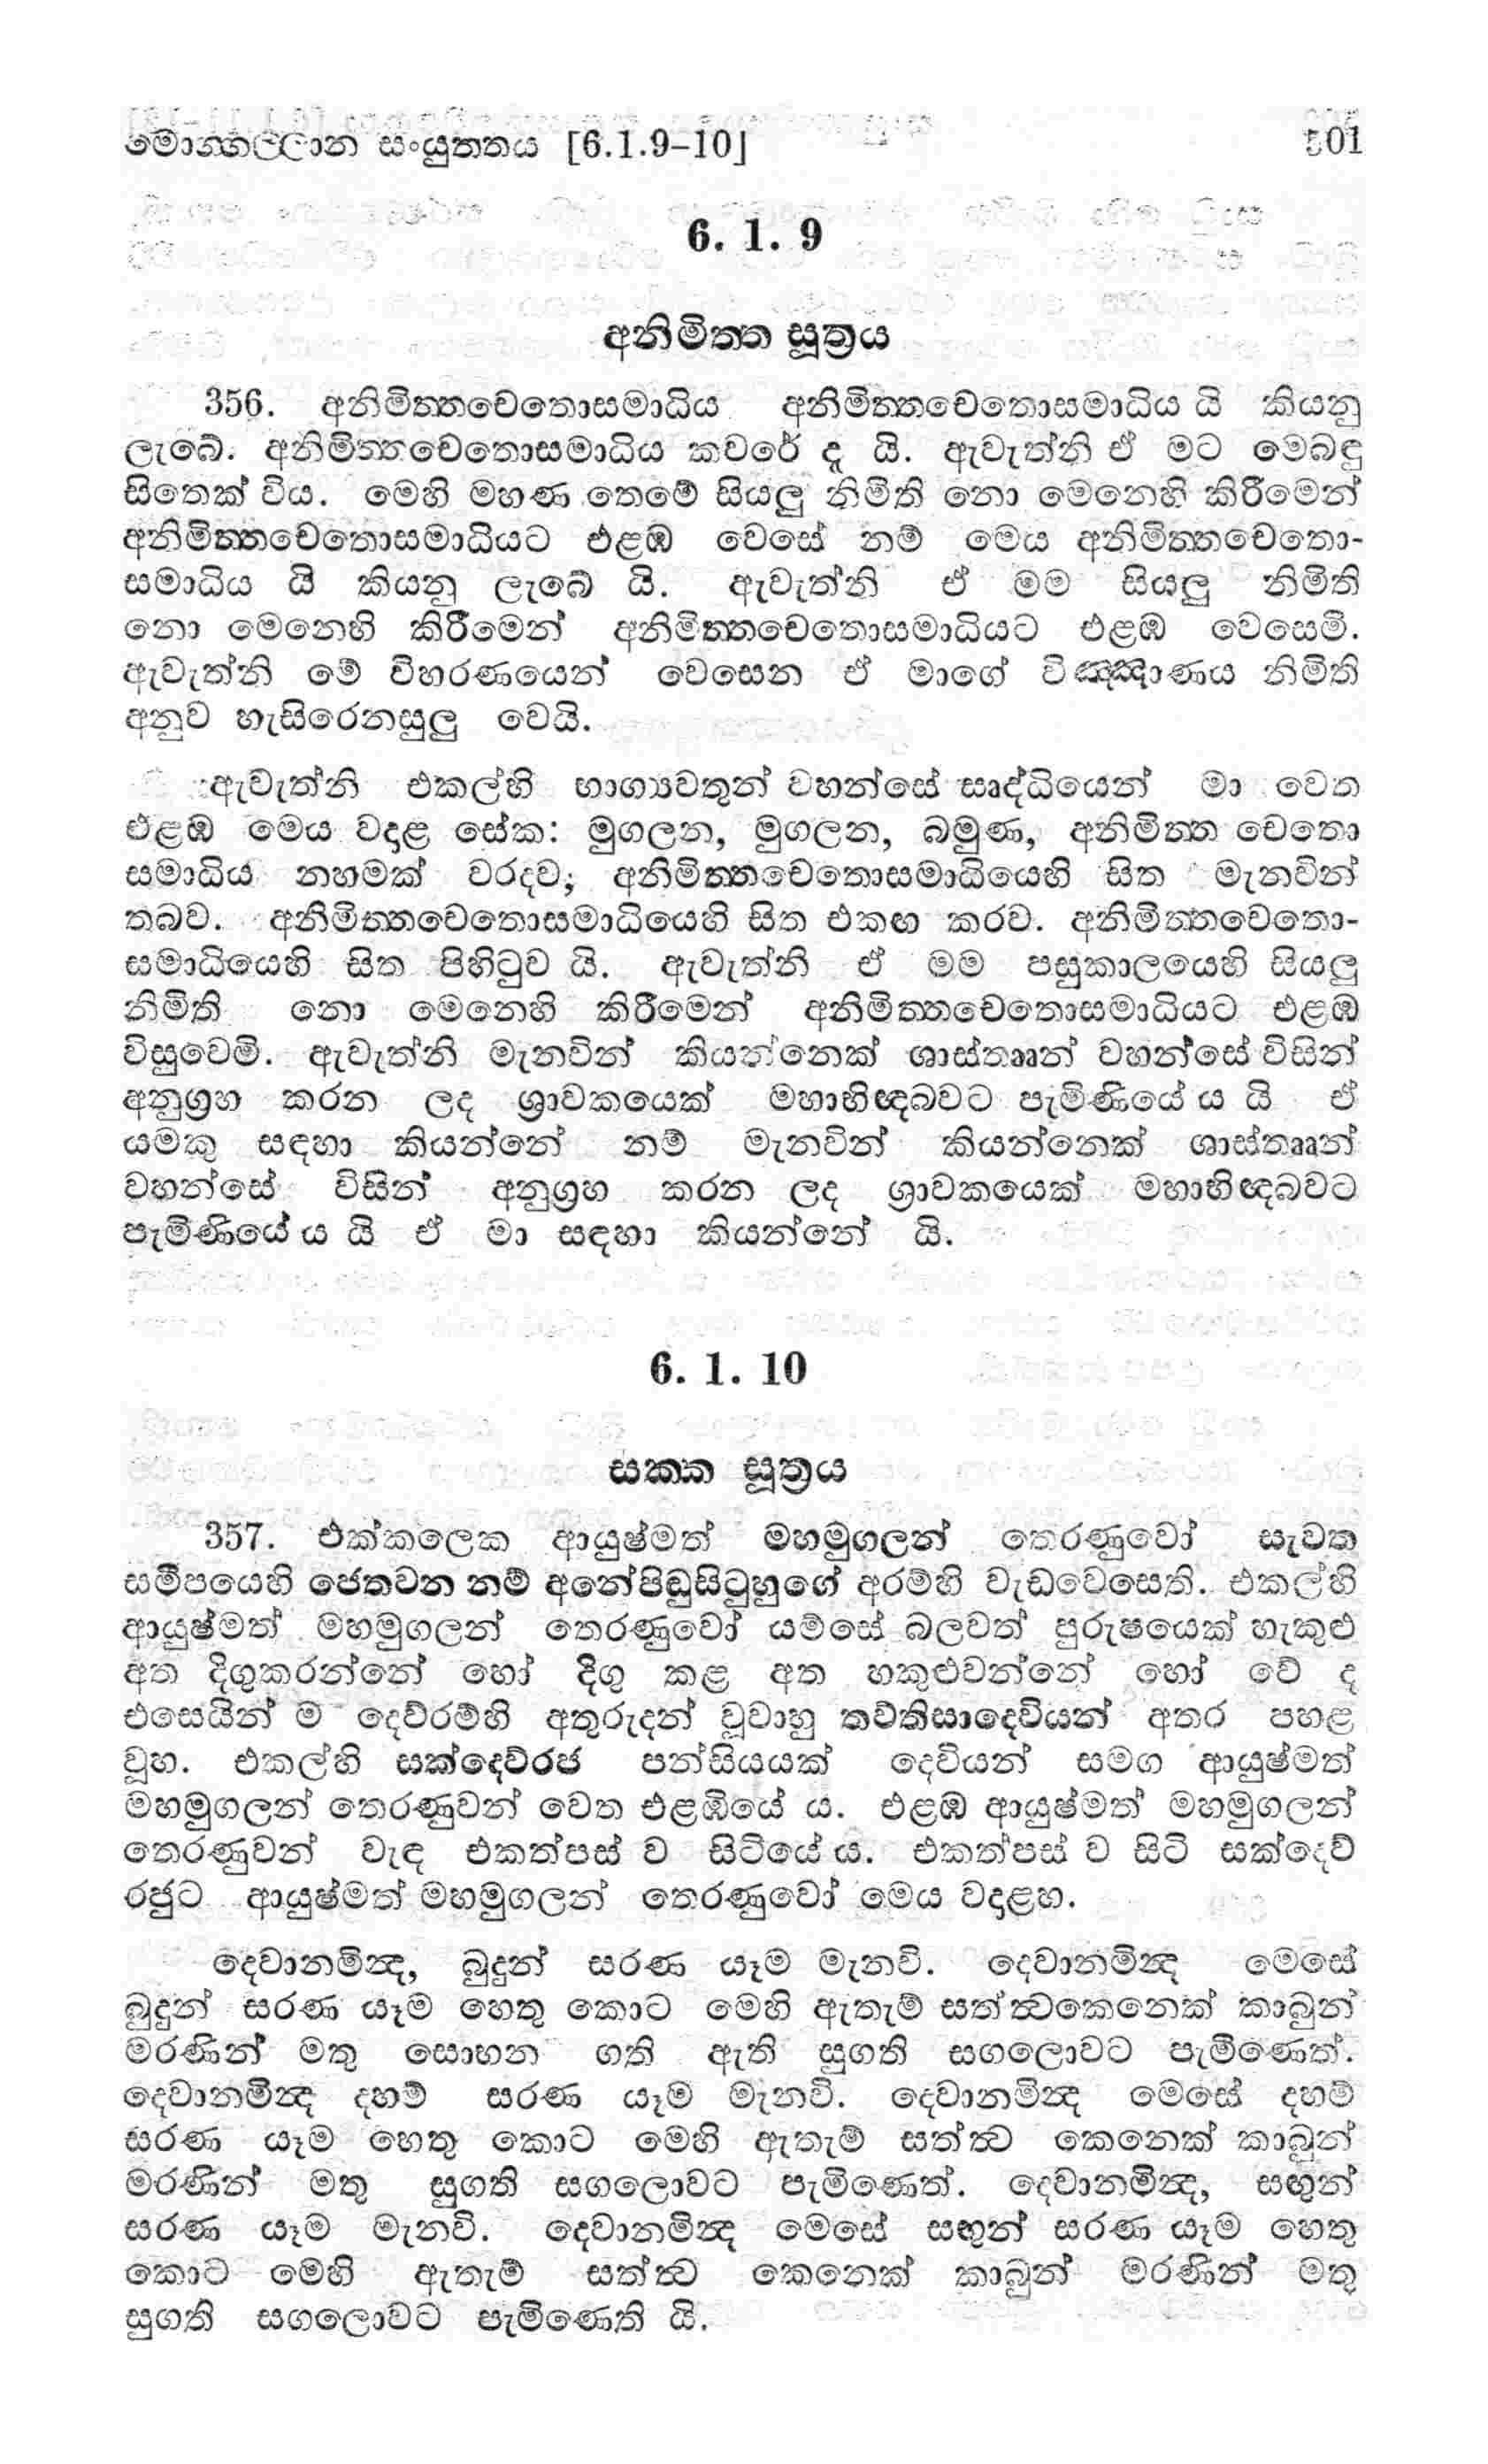 මොග්ගල්ලාන සංයුත්තය [6.1.9–10] 501
6. 1. 9
අනිමිත්ත සූත්‍රය
356. අනිමිත්තචෙතොසමාධිය අනිමිත්තචෙතොසමාධිය යි කියනු
ලැබේ. අනිමිත්තචෙතොසමාධිය කවරේ ද යි. ඇවැත්නි ඒ මට මෙබඳු
සිතෙක් විය. මෙහි මහණ තෙමේ සියලු නිමිති නො මෙනෙහි කිරීමෙන්
අනිමිත්තචෙතොසමාධියට එළඹ වෙසේ නම් මෙය අනිමිත්තචෙතො-
සමාධිය යි කියනු ලැබේ යි. ඇවැත්නි ඒ මම සියලු නිමිති
නො මෙනෙහි කිරීමෙන් අනිමිත්තචෙතොසමාධියට එළඹ වෙසෙමි.
ඇවැත්නි මේ විහරණයෙන් වෙසෙන ඒ මාගේ විඤ්ඤාණය නිමිති
අනුව හැසිරෙනසුලු වෙයි.
ඇවැත්නි එකල්හි භාග්‍යවතුන් වහන්සේ සෘද්ධියෙන් මා වෙත
එළඹ මෙය වදාළ සේක: මුගලන, මුගලන, බමුණ, අනිමිත්ත චෙතො
සමාධිය නහමක් වරදව; අනිමිත්තචෙතොසමාධියෙහි සිත මැනවින්
තබව. අනිමිත්තචෙතොසමාධියෙහි සිත එකඟ කරව. අනිමිත්තචෙතො-
සමාධියෙහි සිත පිහිටුව යි. ඇවැත්නි ඒ මම පසුකාලයෙහි සියලු
නිමිති නො මෙනෙහි කිරීමෙන් අනිමිත්තචෙතොසමාධියට එළඹ
විසුවෙමි. ඇවැත්නි මැනවින් කියන්නෙක් ශාස්තෲන් වහන්සේ විසින්
අනුග්‍රහ කරන ලද ශ්‍රාවකයෙක් මහාභිඥබවට පැමිණියේ ය යි ඒ
යමකු සඳහා කියන්නේ නම් මැනවින් කියන්නෙක් ශාස්තෲන්
වහන්සේ විසින් අනුග්‍රහ කරන ලද ශ්‍රාවකයෙක් මහාභිඥබවට
පැමිණියේ ය යි ඒ මා සඳහා කියන්නේ යි.
6. 1. 10
සක්ක සූත්‍රය
357. එක්කලෙක ආයුෂ්මත් මහමුගලන් තෙරණුවෝ සැවත
සමීපයෙහි ජෙතවන නම් අනේපිඬුසිටුහුගේ අරම්හි වැඩවෙසෙති. එකල්හි
ආයුෂ්මත් මහමුගලන් තෙරණුවෝ යම්සේ බලවත් පුරුෂයෙක් හැකුළු
අත දිගුකරන්නේ හෝ දිගු කළ අත හකුළුවන්නේ හෝ වේ ද
එසෙයින් ම දෙව්රම්හි අතුරුදන් වූවාහු තව්තිසාදෙවියන් අතර පහළ
වූහ. එකල්හි සක්දෙව්රජ පන්සියයක් දෙවියන් සමග ආයුෂ්මත්
මහමුගලන් තෙරණුවන් වෙත එළඹියේ ය. එළඹ ආයුෂ්මත් මහමුගලන්
තෙරණුවන් වැඳ එකත්පස් ව සිටියේ ය. එකත්පස් ව සිටි සක්දෙව්
රජුට ආයුෂ්මත් මහමුගලන් තෙරණුවෝ මෙය වදාළහ.
දෙවානමින්‍ද, බුදුන් සරණ යෑම මැනවි. දෙවානමින්‍ද මෙසේ
බුදුන් සරණ යෑම හෙතු කොට මෙහි ඇතැම් සත්ත්‍වකෙනෙක් කාබුන්
මරණින් මතු සොභන ගති ඇති සුගති සගලොවට පැමිණෙත්.
දෙවානමින්‍ද දහම් සරණ යෑම මැනවි. දෙවානමින්‍ද මෙසේ දහම්
සරණ යෑම හෙතු කොට මෙහි ඇතැම් සත්ත්‍ව කෙනෙක් කාබුන්
මරණින් මතු සුගති සගලොවට පැමිණෙත්. දෙවානමින්‍ද, සඟුන්
සරණ යෑම මැනවි. දෙවානමින්‍ද මෙසේ සඟුන් සරණ යෑම හෙතු
කොට මෙහි ඇතැම් සත්ත්‍ව කෙනෙක් කාබුන් මරණින් මතු
සුගති සගලොවට පැමිණෙති යි.